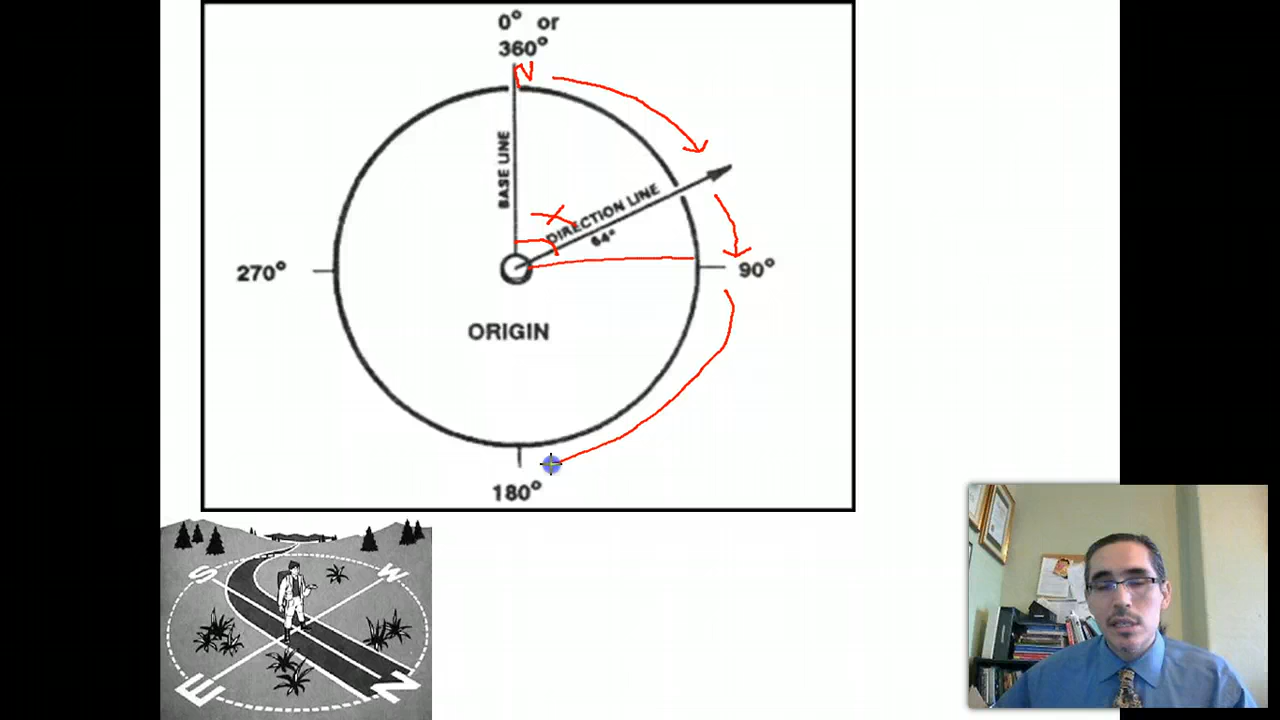 0° or
360°
N
BASE LINE
DIRECTION LINE
64°
270°
90°
ORIGIN
180°
S
W
E
N